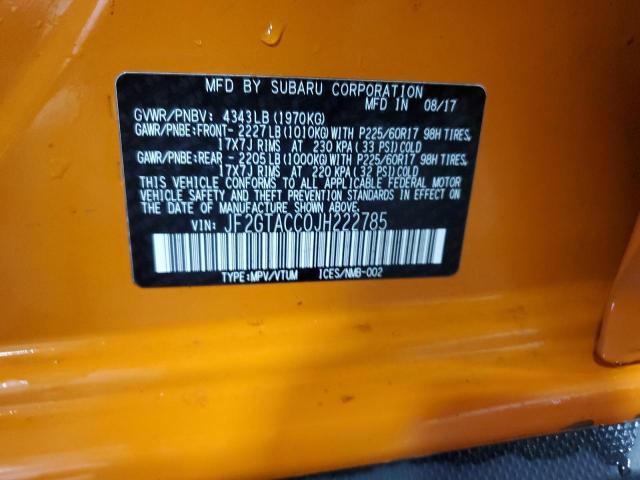 MFD BY SUBARU CORPORATION
MFD IN 08/17
GVWR/PNBV: 4343LB(1970KG)
GAWR/PNBE:FRONT- 2227LB(1010KG)WITH P225/60R17 98H TIRES,
17X7J RIMS AT 230 KPA(33 PSI)COLD
GAWR/PNBE:REAR - 2205LB(1000KG)WITH P225/60R17 98H TIRES,
17X7J RIMS AT 220 KPA(32 PSI)COLD
THIS VEHICLE CONFORMS TO ALL APPLICABLE FEDERAL MOTOR
VEHICLE SAFETY AND THEFT PREVENTION STANDARDS IN EFFECT ON
THE DATE OF MANUFACTURE SHOWN ABOVE.
VIN: JF2GTACC0JH222785
TYPE:MPV/VTUM ICES/NMB-002